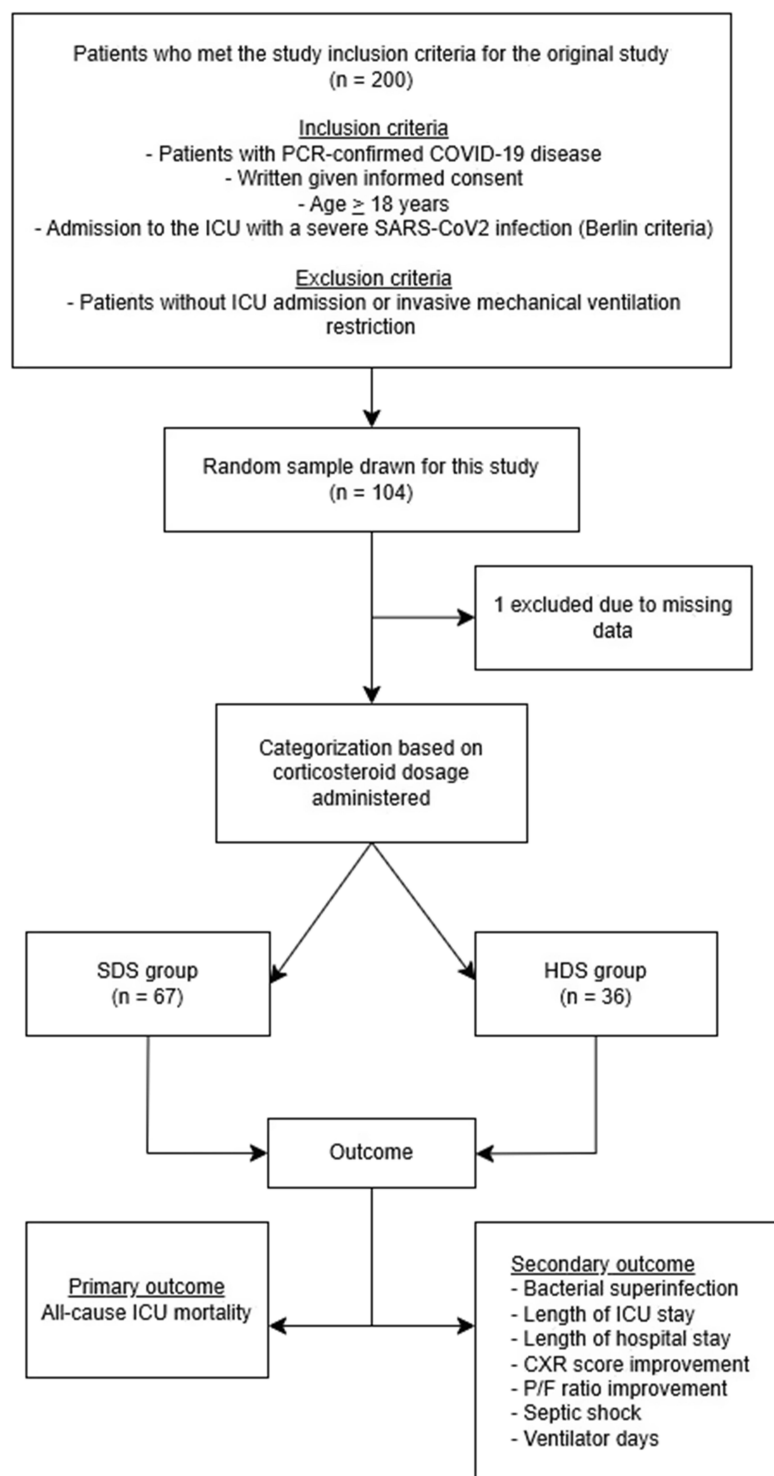 Patients who met the study inclusion criteria for the original study
(n = 200)
Inclusion criteria
- Patients with PCR-confirmed COVID-19 disease
- Written given informed consent
- Age ≥ 18 years
- Admission to the ICU with a severe SARS-CoV2 infection (Berlin criteria)
Exclusion criteria
- Patients without ICU admission or invasive mechanical ventilation
restriction
Random sample drawn for this study
(n = 104)
1 excluded due to missing
data
Categorization based on
corticosteroid dosage
administered
SDS group
(n = 67)
HDS group
(n = 36)
Outcome
Primary outcome
All-cause ICU mortality
Secondary outcome
- Bacterial superinfection
- Length of ICU stay
- Length of hospital stay
- CXR score improvement
- P/F ratio improvement
- Septic shock
- Ventilator days